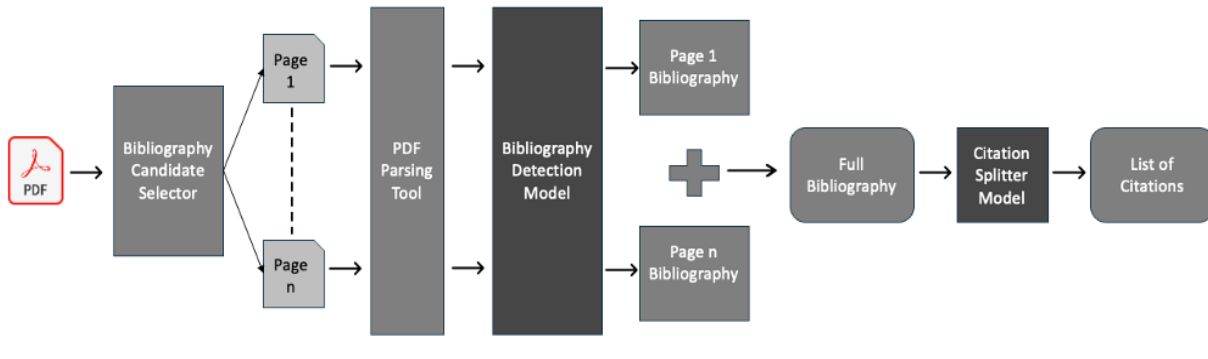 PDF
Bibliography
Candidate
Selector
Page
1
Page
n
PDF
Parsing
Tool
Bibliography
Detection
Model
Page 1
Bibliography
Page n
Bibliography
Full
Bibliography
Citation
Splitter
Model
List of
Citations